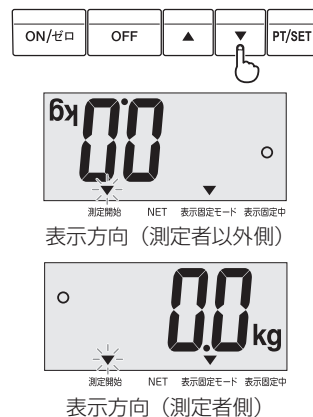 ON/ゼロ OFF ▲ ▼ PT/SET
0.0 kg
測定開始 NET 表示固定モード 表示固定中
表示方向（測定者以外側）
0.0 kg
測定開始 NET 表示固定モード 表示固定中
表示方向（測定者側）